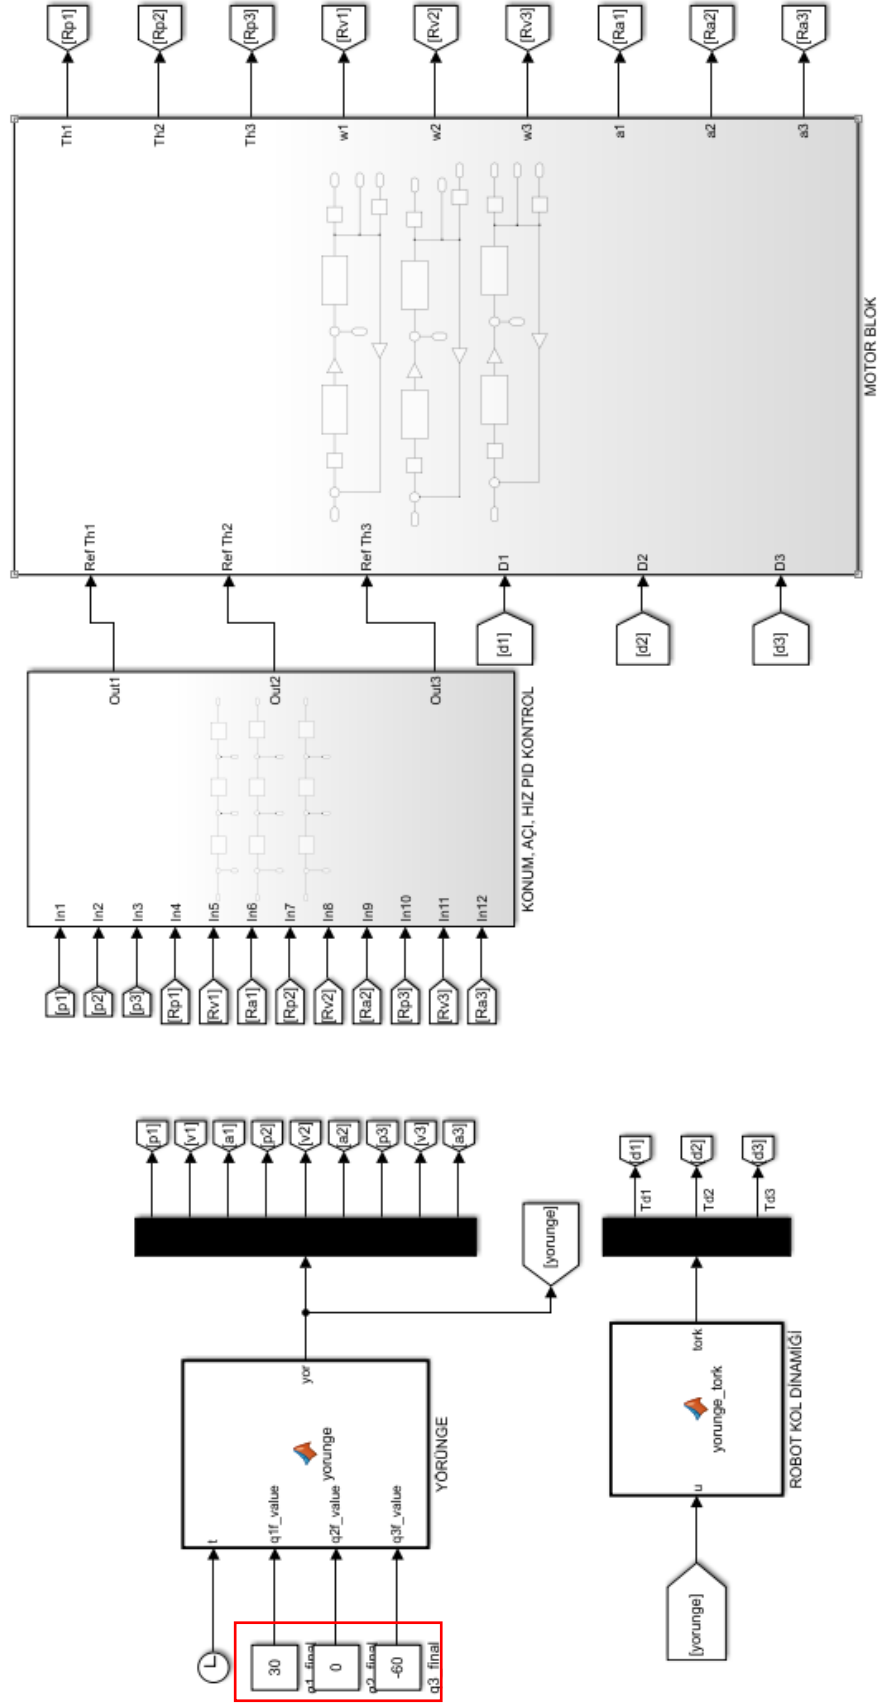 t
30
q1_final
q1f_value
0
q2_final
q2f_value
-60
q3_final
q3f_value
yorunge
yor
YÖRÜNGE
[p1]
[v1]
[a1]
[p2]
[v2]
[a2]
[p3]
[v3]
[a3]
[yorunge]
[yorunge]
u
yorunge_tork
tork
ROBOT KOL DİNAMİĞİ
Td1
[d1]
Td2
[d2]
Td3
[d3]
[p1]
In1
[p2]
In2
[p3]
In3
[Rp1]
In4
[Rv1]
In5
[Ra1]
In6
[Rp2]
In7
[Rv2]
In8
[Ra2]
In9
[Rp3]
In10
[Rv3]
In11
[Ra3]
In12
Out1
Out2
Out3
KONUM, AÇI, HIZ PID KONTROL
Ref Th1
Ref Th2
Ref Th3
[d1]
D1
[d2]
D2
[d3]
D3
Th1
[Rp1]
Th2
[Rp2]
Th3
[Rp3]
w1
[Rv1]
w2
[Rv2]
w3
[Rv3]
a1
[Ra1]
a2
[Ra2]
a3
[Ra3]
MOTOR BLOK